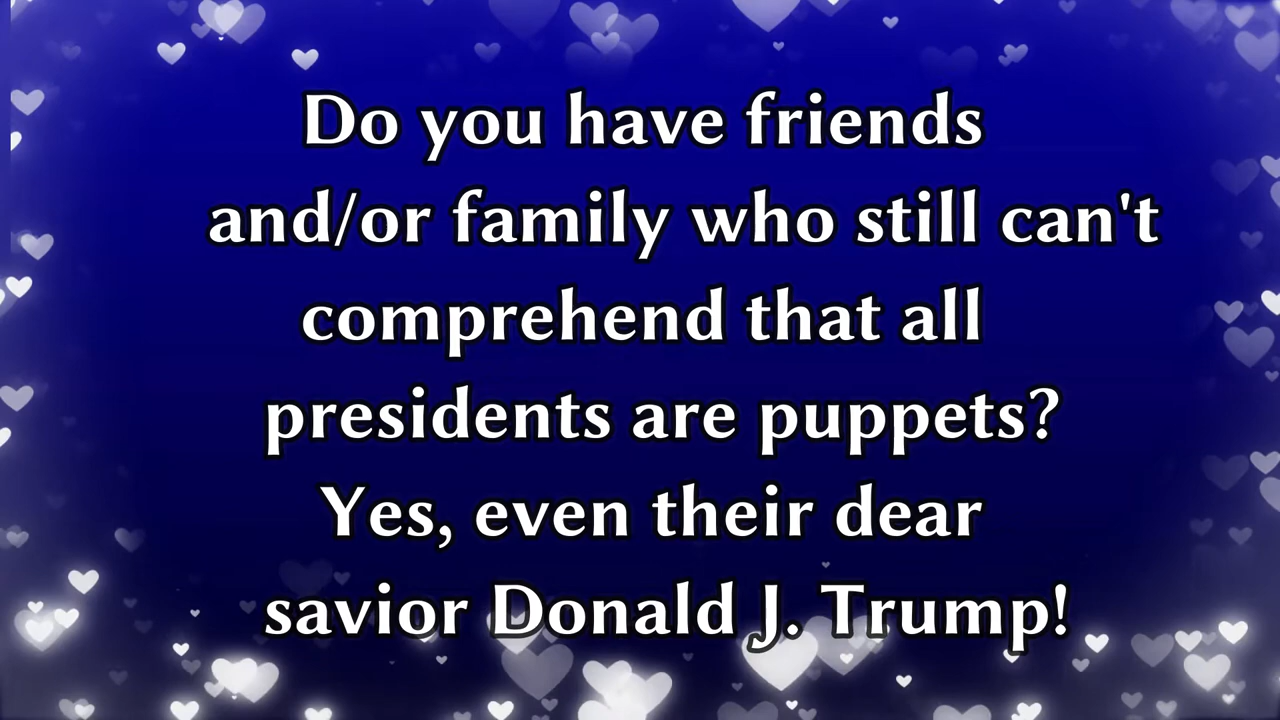 Do you have friends
and/or family who still can't
comprehend that all
presidents are puppets?
Yes, even their dear
savior Donald J. Trump!